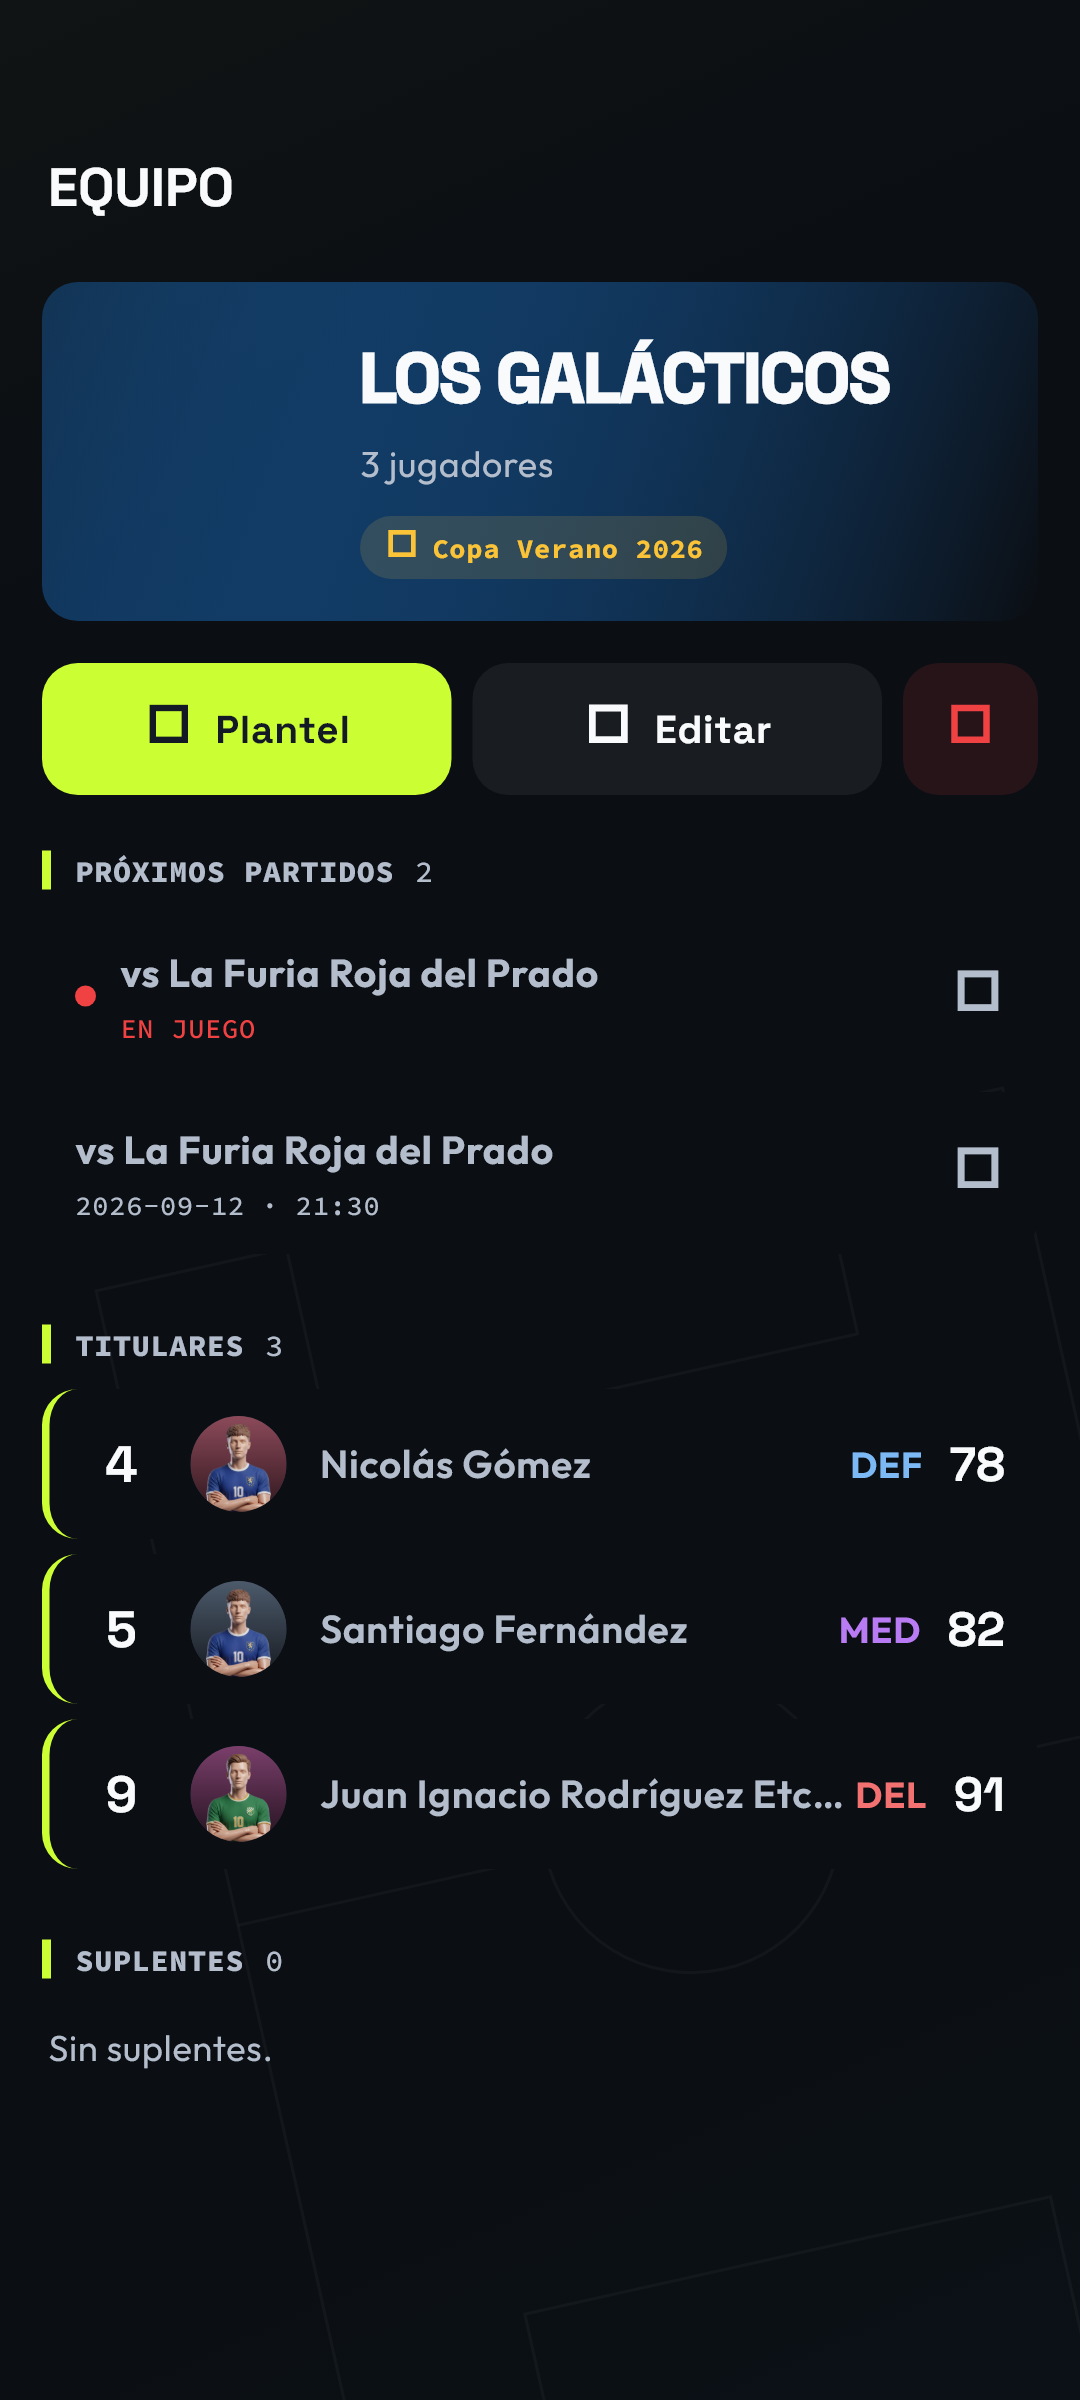 EQUIPO
LOS GALÁCTICOS
3 jugadores
Copa Verano 2026
Plantel
Editar
PRÓXIMOS PARTIDOS 2
vs La Furia Roja del Prado
EN JUEGO
vs La Furia Roja del Prado
2026-09-12 · 21:30
TITULARES 3
4 Nicolás Gómez DEF 78
5 Santiago Fernández MED 82
9 Juan Ignacio Rodríguez Etc... DEL 91
SUPLENTES 0
Sin suplentes.